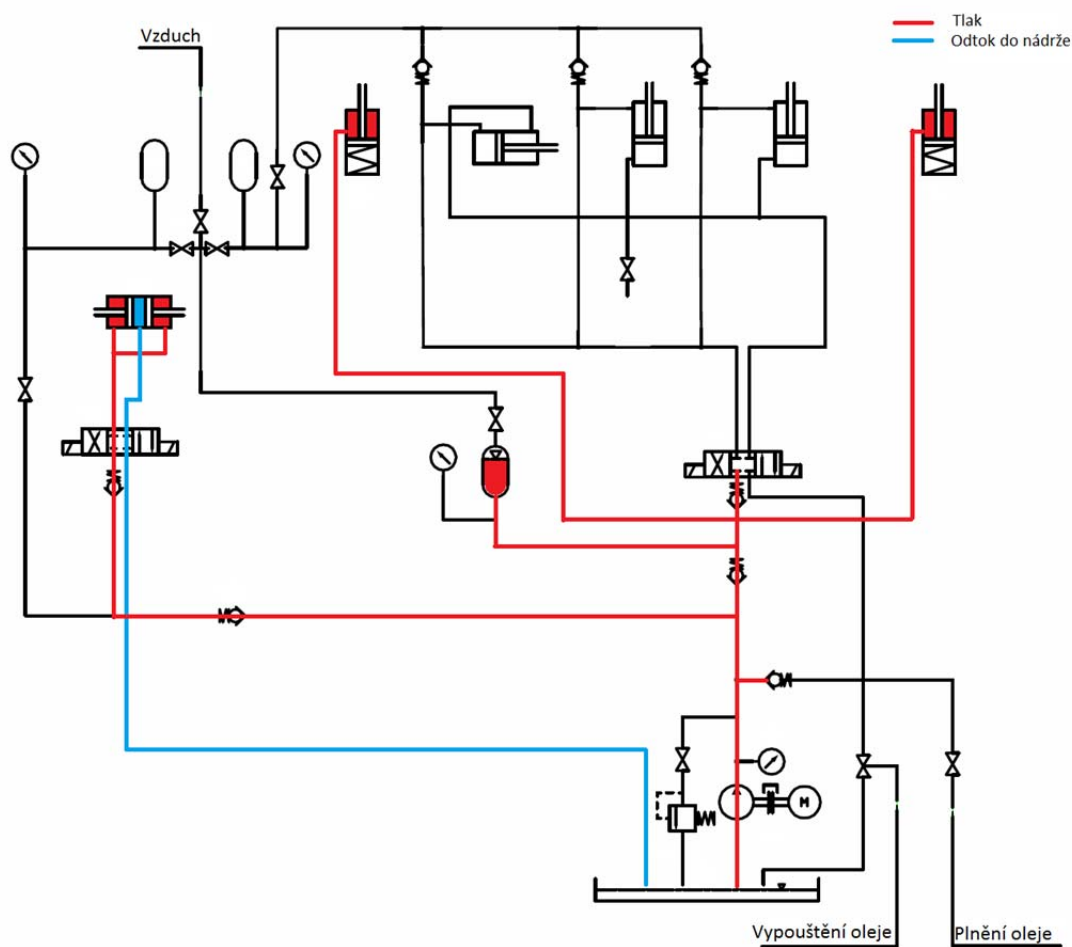 Vzduch
Tlak
Odtok do nádrže
M
Vypouštění oleje
Plnění oleje